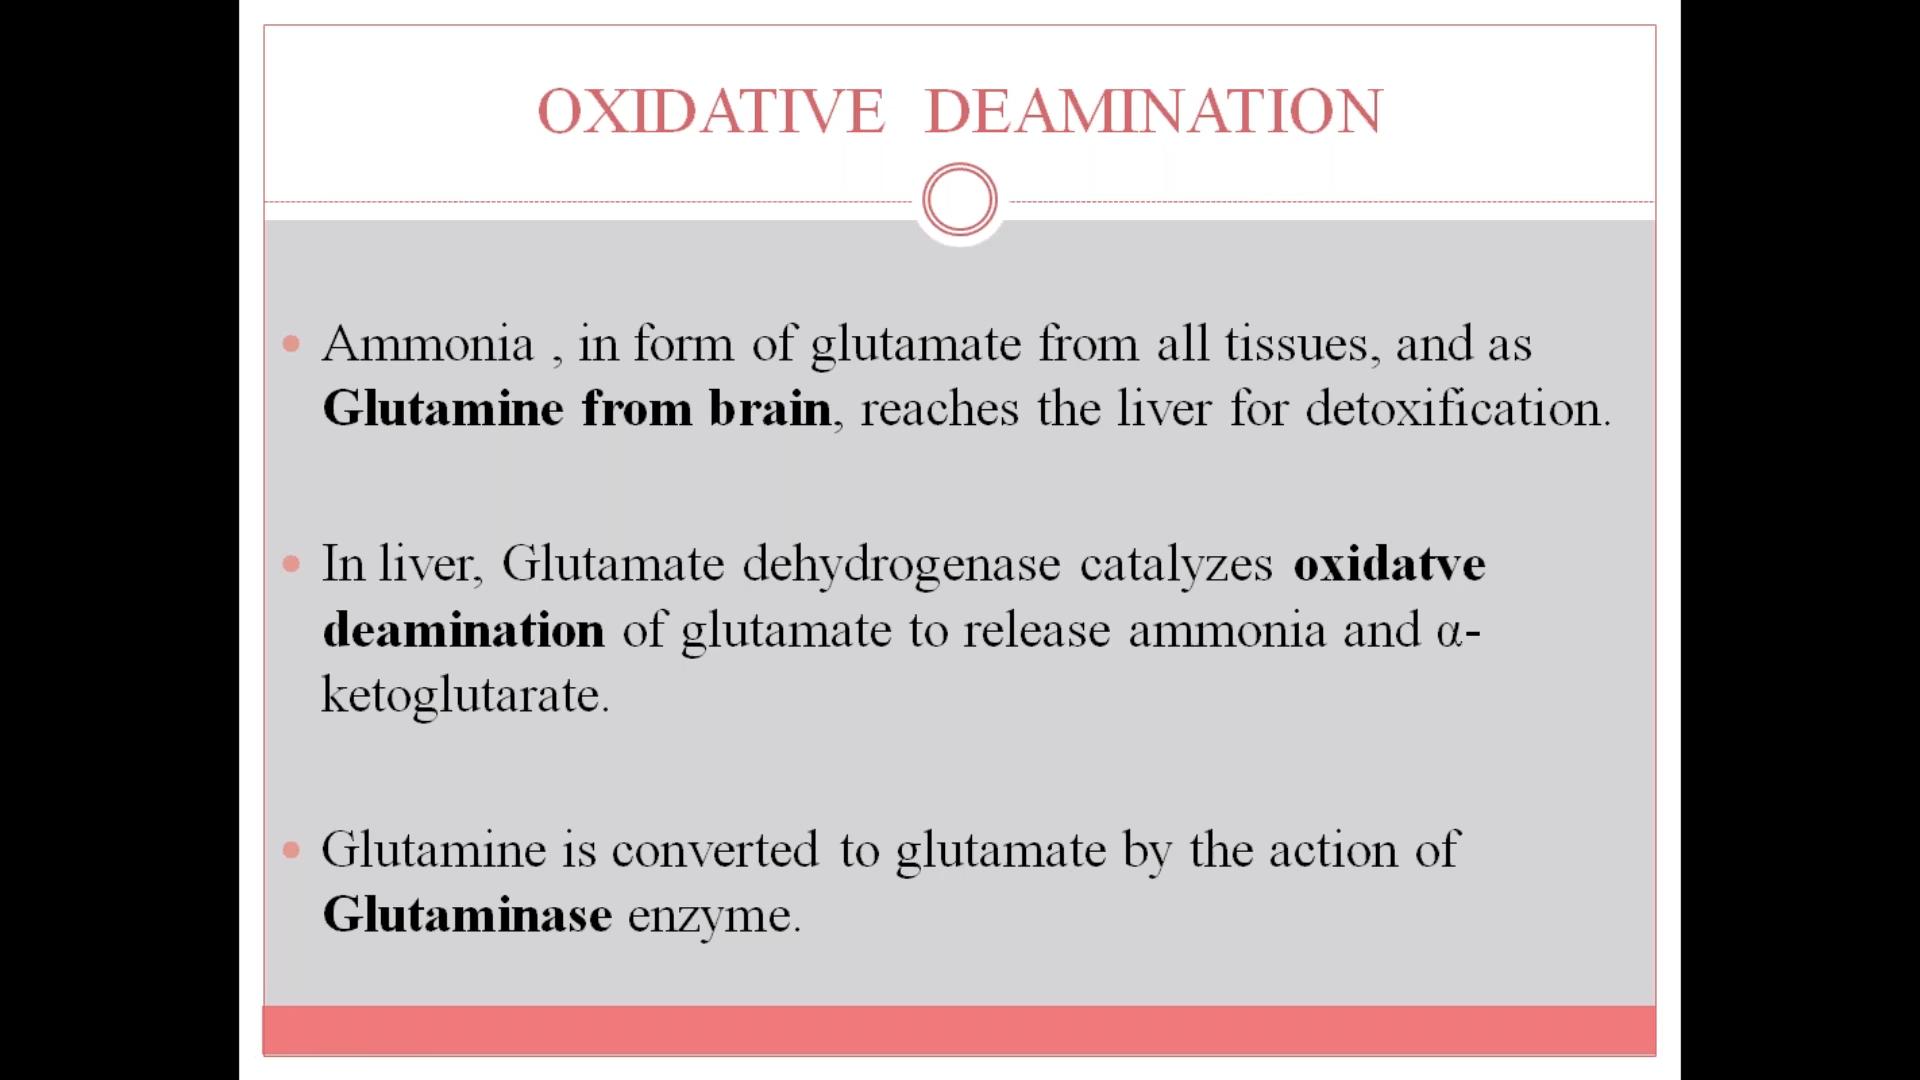 OXIDATIVE DEAMINATION
• Ammonia , in form of glutamate from all tissues, and as
Glutamine from brain, reaches the liver for detoxification.
• In liver, Glutamate dehydrogenase catalyzes oxidatve
deamination of glutamate to release ammonia and α-
ketoglutarate.
• Glutamine is converted to glutamate by the action of
Glutaminase enzyme.